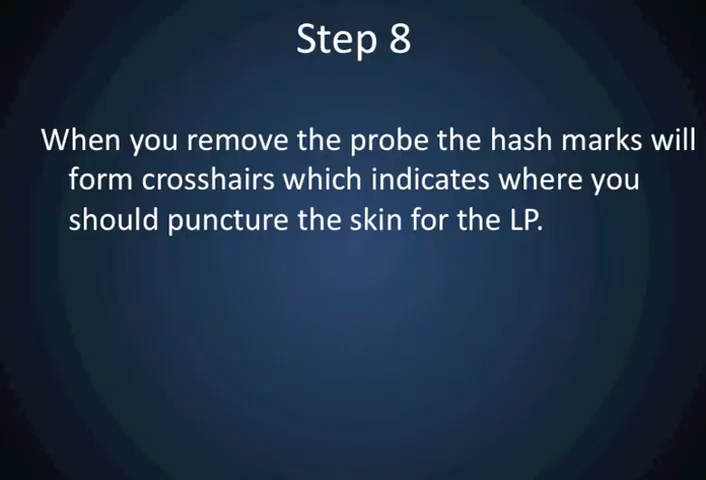 Step 8
When you remove the probe the hash marks will
form crosshairs which indicates where you
should puncture the skin for the LP.